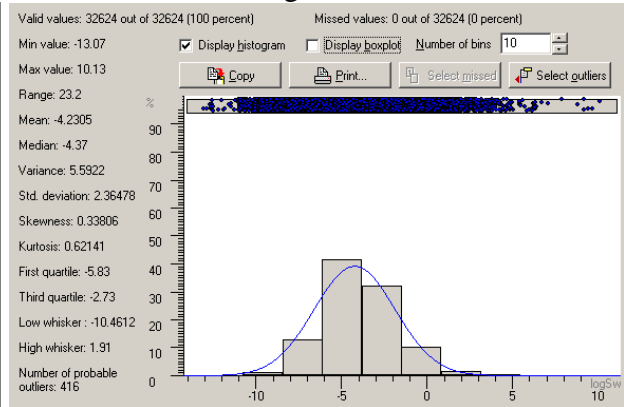 Valid values: 32624 out of 32624 (100 percent) Missed values: 0 out of 32624 (0 percent)
Min value: -13.07
Display histogram Display boxplot Number of bins 10
Max value: 10.13
Copy Print... Select missed Select outliers
Range: 23.2
Mean: -4.2305
Median: -4.37
Variance: 5.5922
Std. deviation: 2.36478
Skewness: 0.33806
Kurtosis: 0.62141
First quartile: -5.83
Third quartile: -2.73
Low whisker : -10.4612
High whisker: 1.91
Number of probable
outliers: 416
%
90
80
70
60
50
40
30
20
10
0
-10 -5 0 5 10
logSw